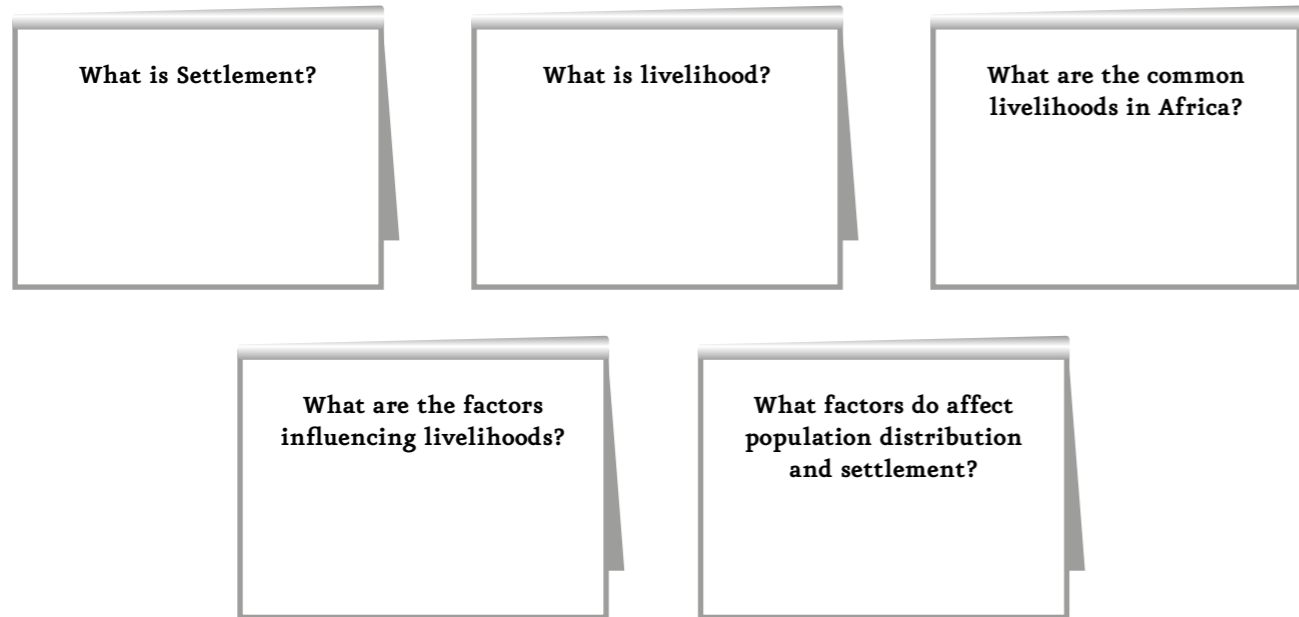 What is Settlement?
What is livelihood?
What are the common
livelihoods in Africa?
What are the factors
influencing livelihoods?
What factors do affect
population distribution
and settlement?